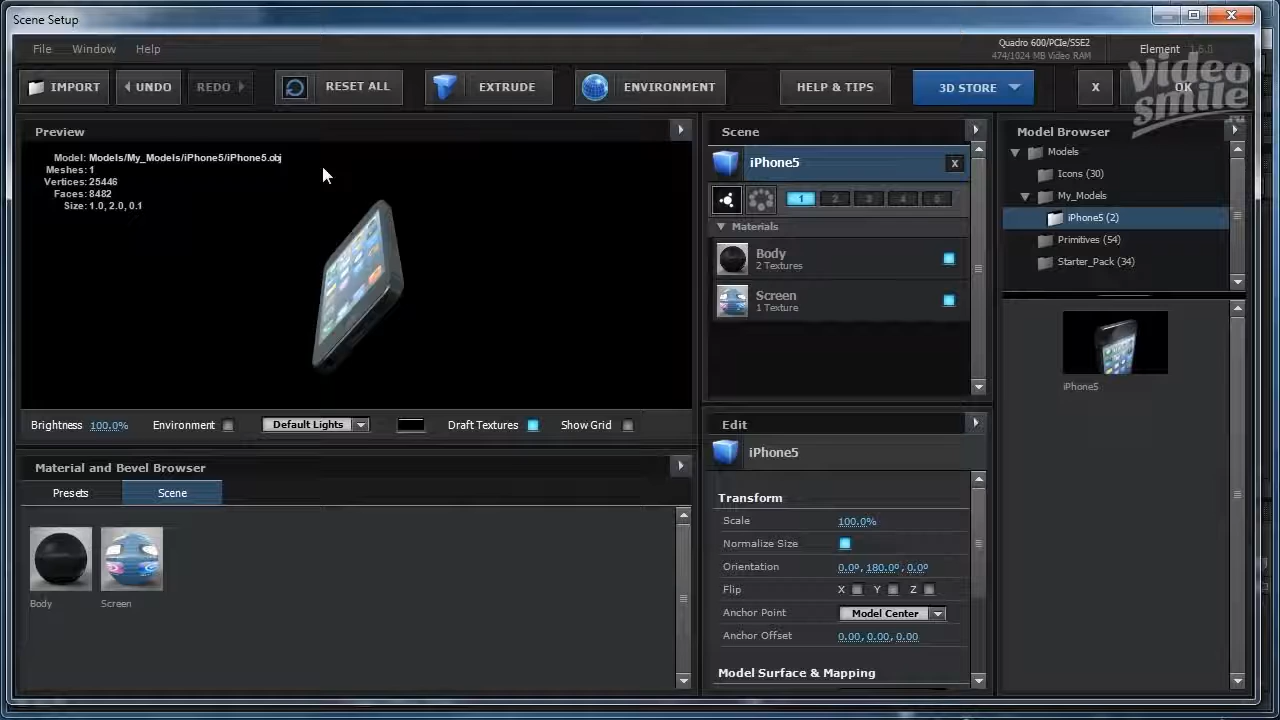 Scene Setup
File Window Help
Quadro 600/PCIe/SSE2
474/1024 MB Video RAM
Element 1.6.0
IMPORT
UNDO
REDO
RESET ALL
EXTRUDE
ENVIRONMENT
HELP & TIPS
3D STORE
X
OK
video
smile
.ru
Preview
Model: Models/My_Models/iPhone5/iPhone5.obj
Meshes: 1
Vertices: 25446
Faces: 8482
Size: 1.0, 2.0, 0.1
Brightness 100.0% Environment Default Lights Draft Textures Show Grid
Material and Bevel Browser
Presets Scene
Body Screen
Scene
iPhone5 X
1 2 3 4 5
Materials
Body
2 Textures
Screen
1 Texture
Edit
iPhone5
Transform
Scale 100.0%
Normalize Size
Orientation 0.0º, 180.0º, 0.0º
Flip X Y Z
Anchor Point Model Center
Anchor Offset 0.00, 0.00, 0.00
Model Surface & Mapping
Model Browser
Models
Icons (30)
My_Models
iPhone5 (2)
Primitives (54)
Starter_Pack (34)
iPhone5